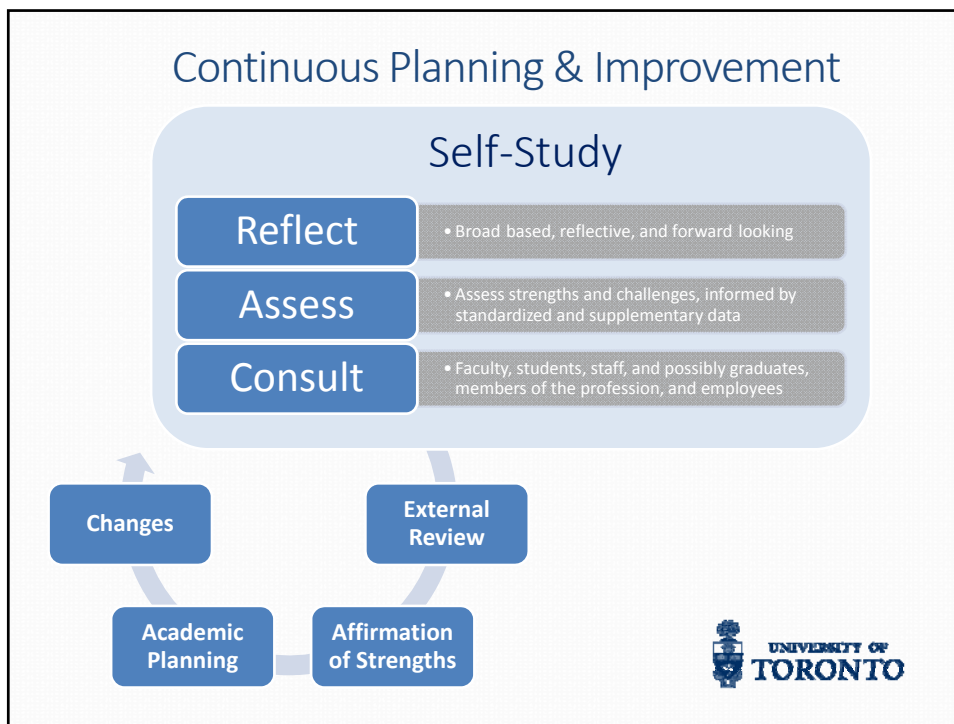 Continuous Planning & Improvement
Self-Study
Reflect
• Broad based, reflective, and forward looking
Assess
• Assess strengths and challenges, informed by
standardized and supplementary data
Consult
• Faculty, students, staff, and possibly graduates,
members of the profession, and employees
External
Review
Affirmation
of Strengths
Academic
Planning
Changes
UNIVERSITY OF
TORONTO